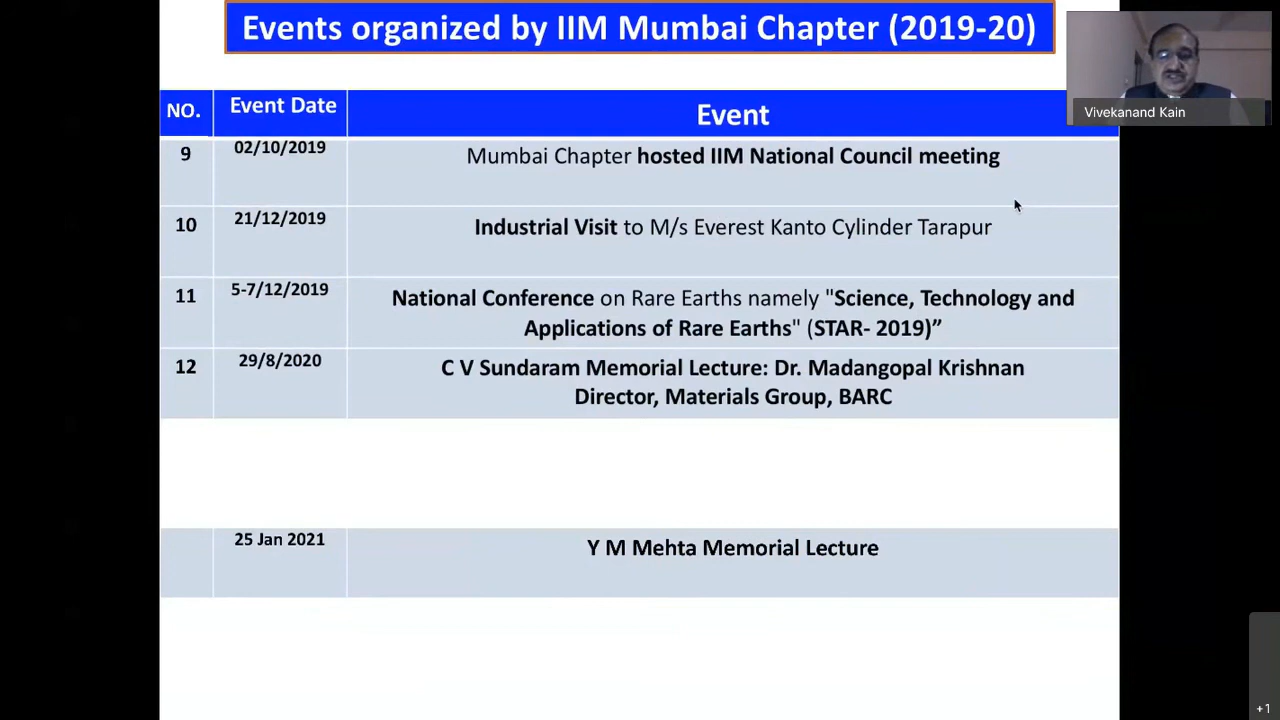 Events organized by IIM Mumbai Chapter (2019-20)
Vivekanand Kain
NO. Event Date Event
9 02/10/2019 Mumbai Chapter hosted IIM National Council meeting
10 21/12/2019 Industrial Visit to M/s Everest Kanto Cylinder Tarapur
11 5-7/12/2019 National Conference on Rare Earths namely "Science, Technology and
Applications of Rare Earths" (STAR- 2019)”
12 29/8/2020 C V Sundaram Memorial Lecture: Dr. Madangopal Krishnan
Director, Materials Group, BARC
25 Jan 2021 Y M Mehta Memorial Lecture
+1